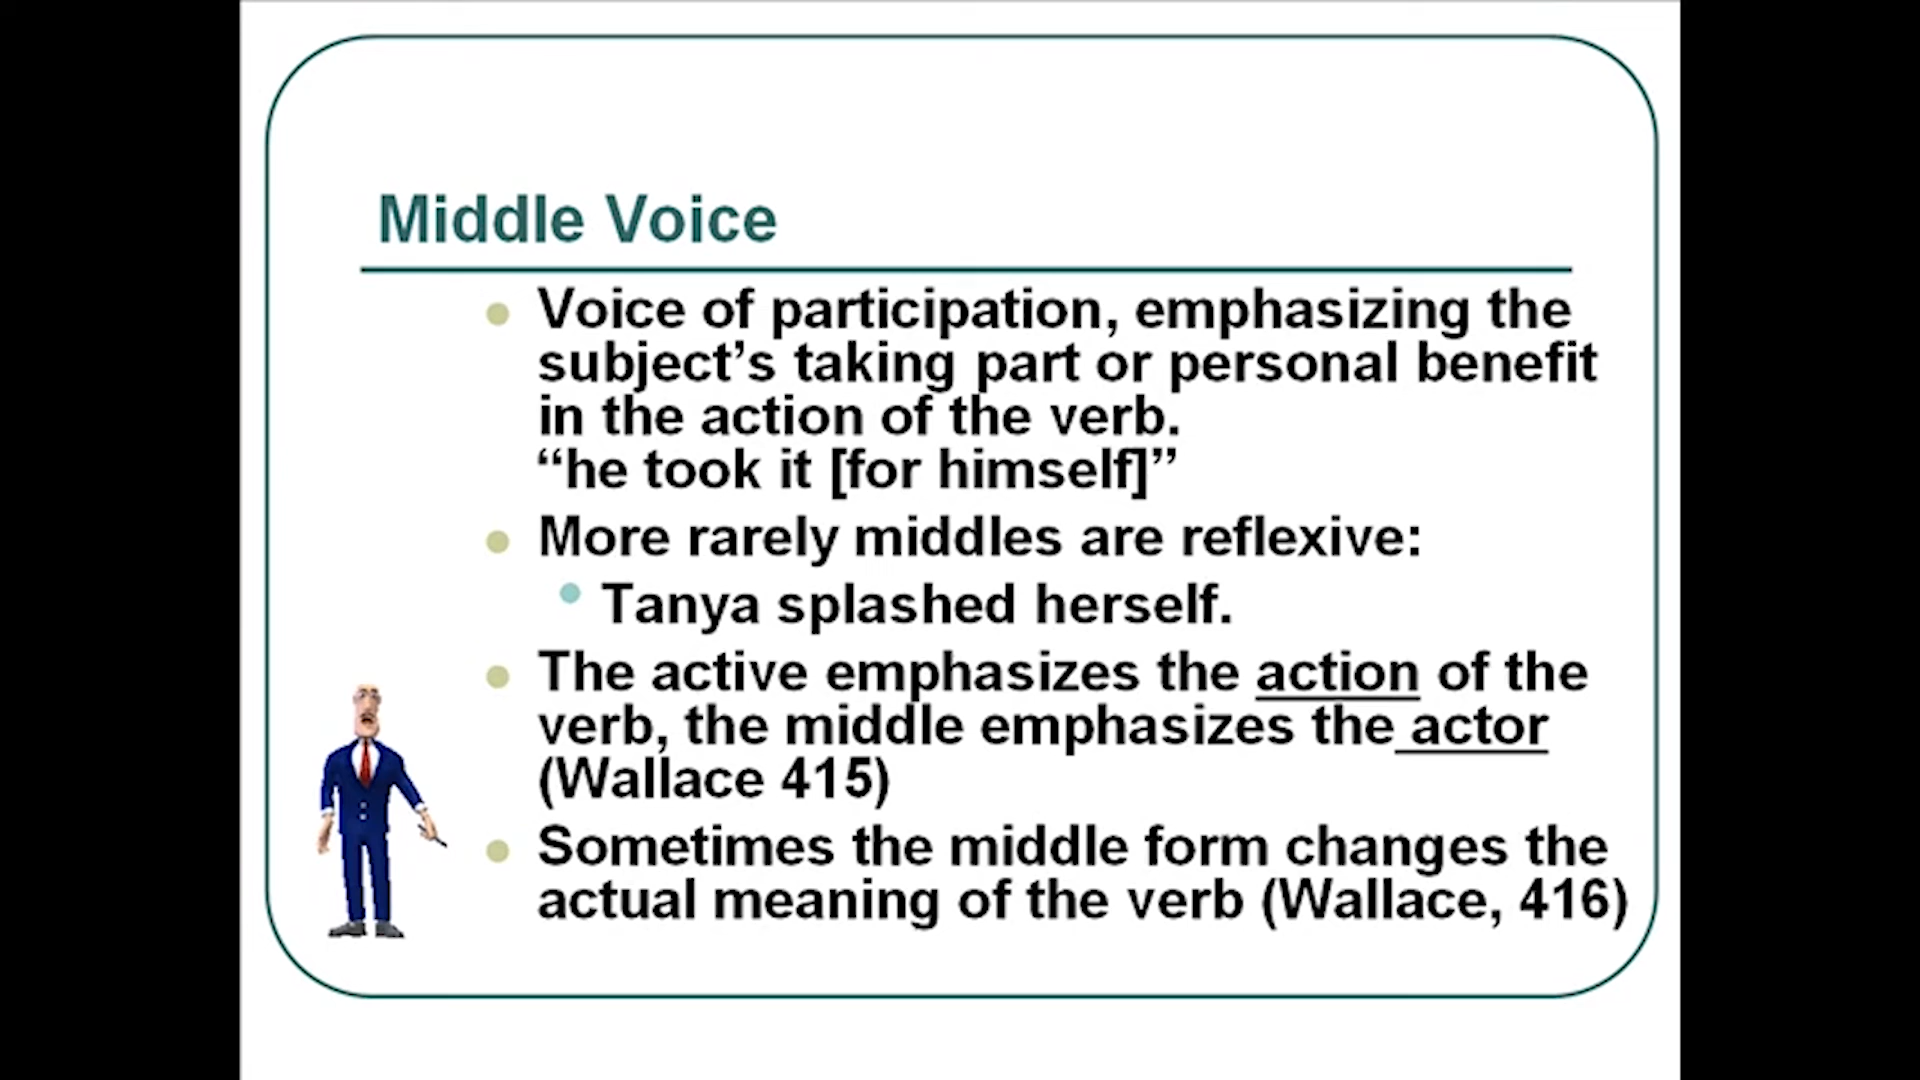 Middle Voice
Voice of participation, emphasizing the
subject’s taking part or personal benefit
in the action of the verb.
“he took it [for himself]”
More rarely middles are reflexive:
Tanya splashed herself.
The active emphasizes the action of the
verb, the middle emphasizes the actor
(Wallace 415)
Sometimes the middle form changes the
actual meaning of the verb (Wallace, 416)